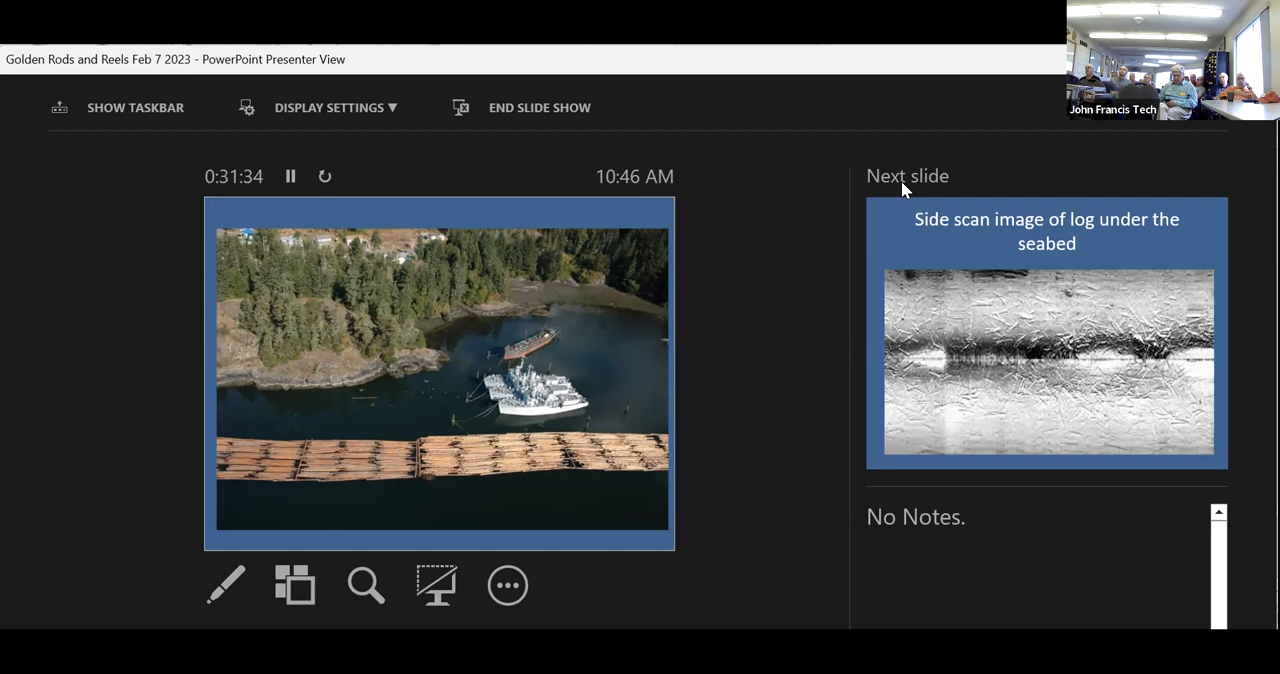 Golden Rods and Reels Feb 7 2023 - PowerPoint Presenter View
John Francis Tech
SHOW TASKBAR
DISPLAY SETTINGS ▼
END SLIDE SHOW
0:31:34
10:46 AM
Next slide
Side scan image of log under the
seabed
No Notes.